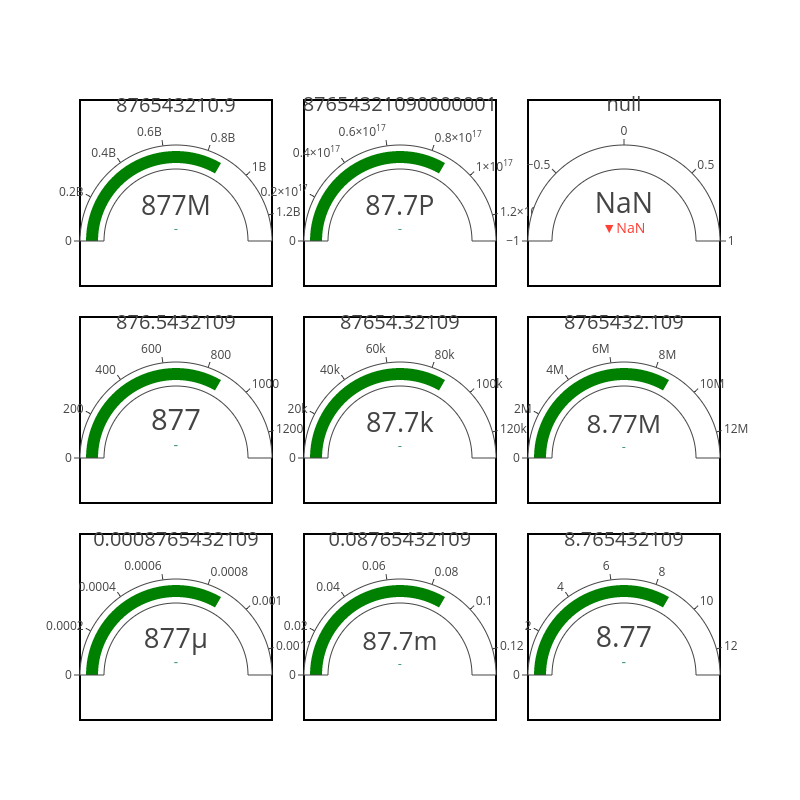 876543210.9
0 0.2B 0.4B 0.6B 0.8B 1B 1.2B
877M
-
87654321090000001
0 0.4×10¹⁷ 0.6×10¹⁷ 0.8×10¹⁷ 1×10¹⁷
87.7P
-
null
−1 −0.5 0 0.5 1
NaN
▼NaN
876.5432109
0 200 400 600 800 1000 1200
877
-
87654.32109
0 20k 40k 60k 80k 100k 120k
87.7k
-
8765432.109
0 2M 4M 6M 8M 10M 12M
8.77M
-
0.0008765432109
0.0002 0.0004 0.0006 0.0008 0.001
0
877μ
-
0.08765432109
0 0.02 0.04 0.06 0.08 0.1 0.12
87.7m
-
8.765432109
0 2 4 6 8 10 12
8.77
-